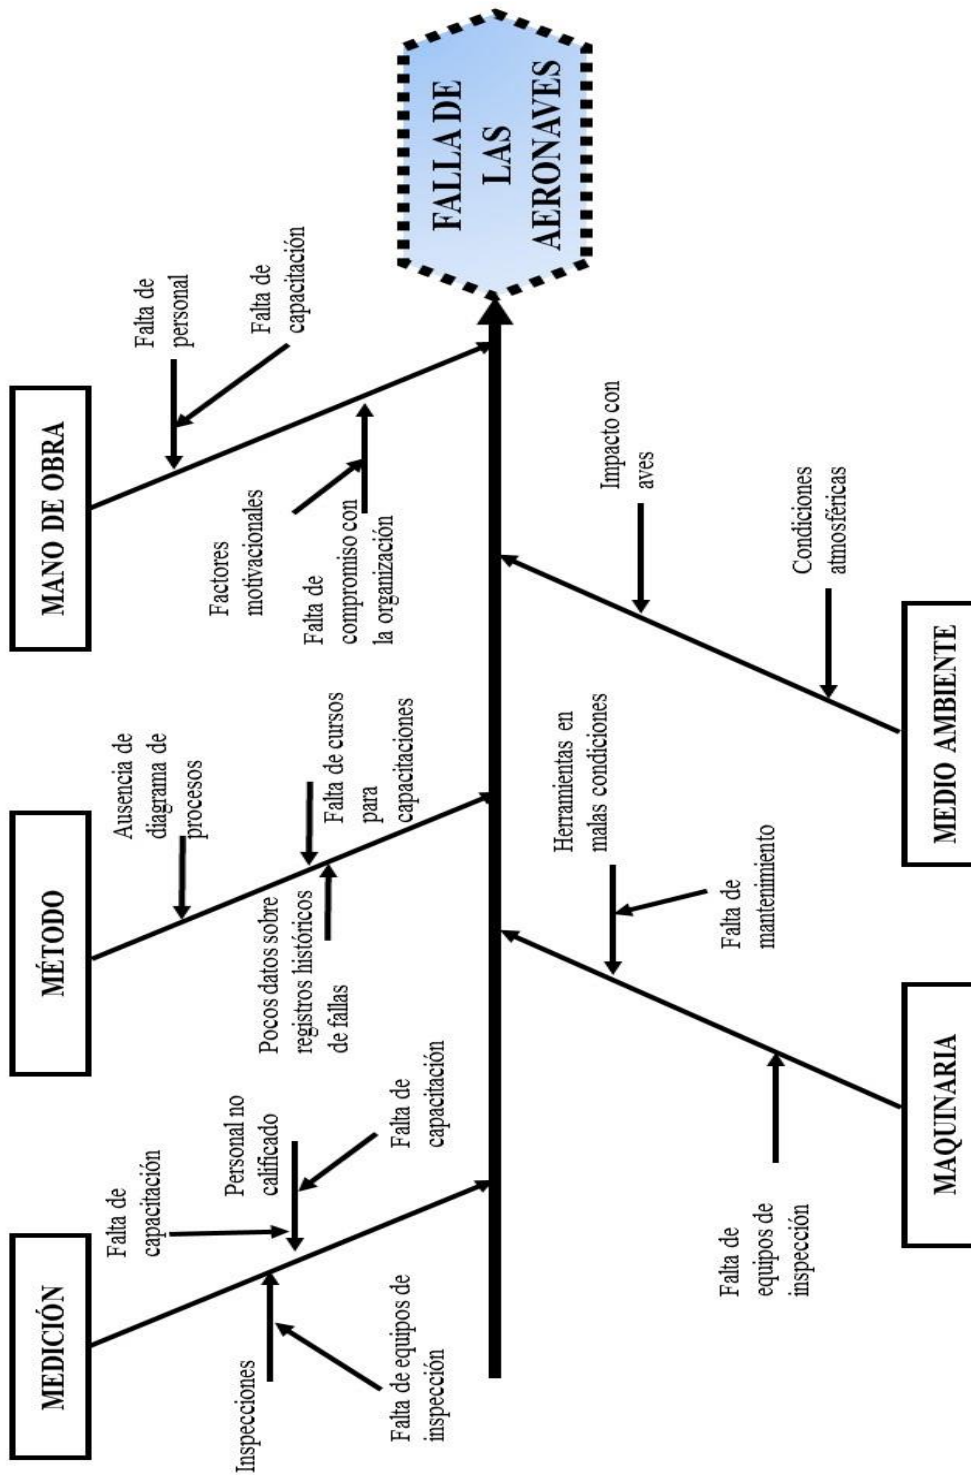 MEDICIÓN
MÉTODO
MANO DE OBRA
Falta de
capacitación
Personal no
calificado
Falta de
capacitación
Inspecciones
Falta de equipos de
inspección
Ausencia de
diagrama de
procesos
Falta de cursos
para
capacitaciones
Pocos datos sobre
registros históricos
de fallas
Falta de
personal
Falta de
capacitación
Factores
motivacionales
Falta de
compromiso con
la organización
FALLA DE
LAS
AERONAVES
Herramientas en
malas condiciones
Falta de
mantenimiento
Falta de
equipos de
inspección
Impacto con
aves
Condiciones
atmosféricas
MAQUINARIA
MEDIO AMBIENTE